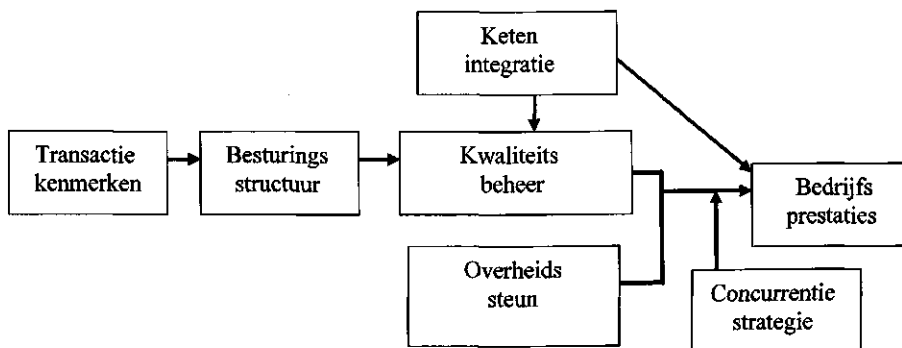 Keten
integratie
Transactie
kenmerken
Besturings
structuur
Kwaliteits
beheer
Bedrijfs
prestaties
Overheids
steun
Concurrentie
strategie